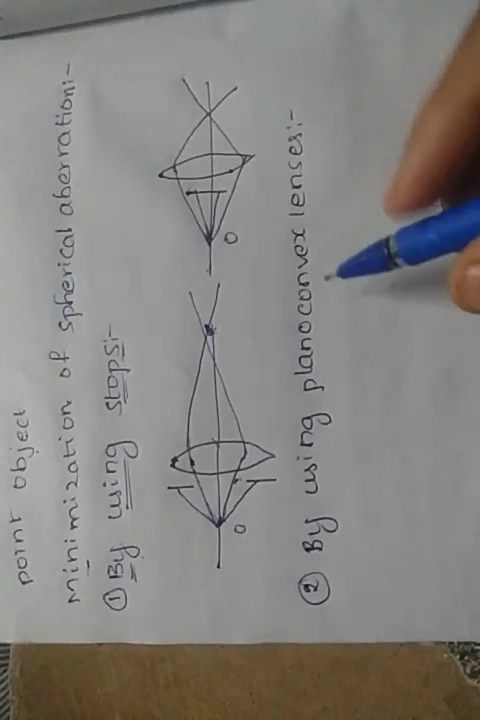 point object
Minimization of spherical aberration:-
① By using stops:-
O
O
② By using planoconvex lenses:-